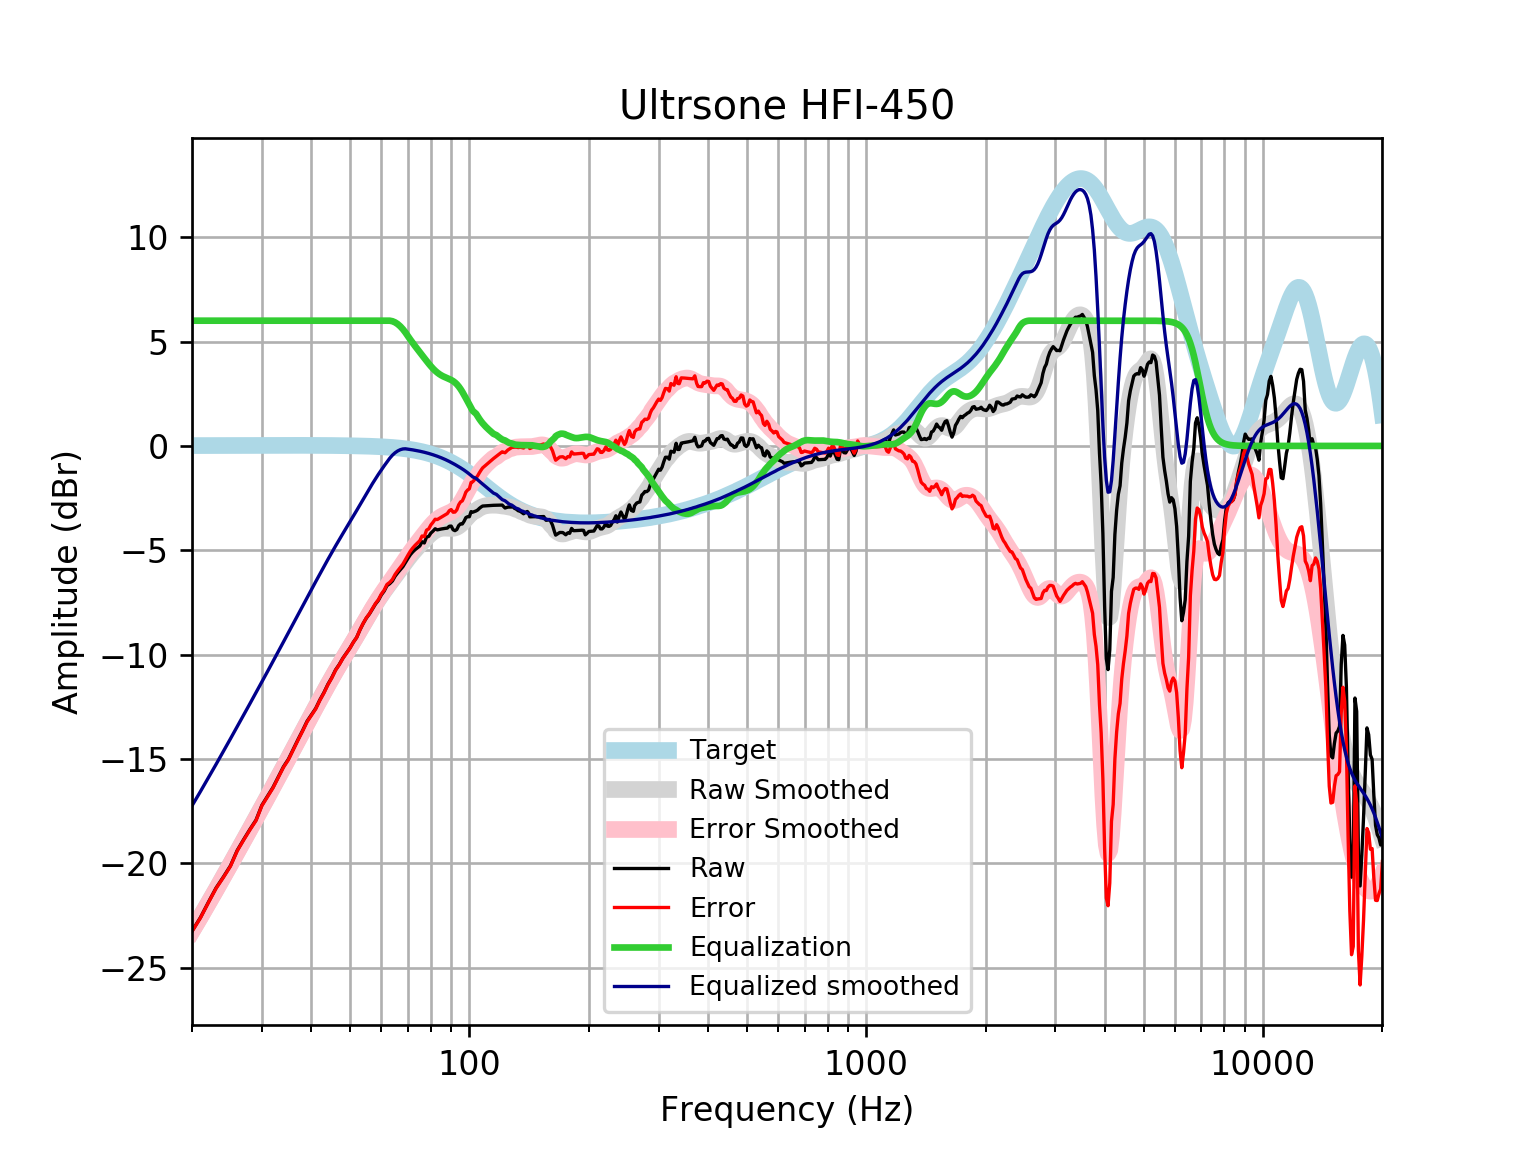 Ultrsone HFI-450
Amplitude (dBr)
10
5
0
−5
−10
−15
−20
−25
Target
Raw Smoothed
Error Smoothed
Raw
Error
Equalization
Equalized smoothed
100
1000
10000
Frequency (Hz)